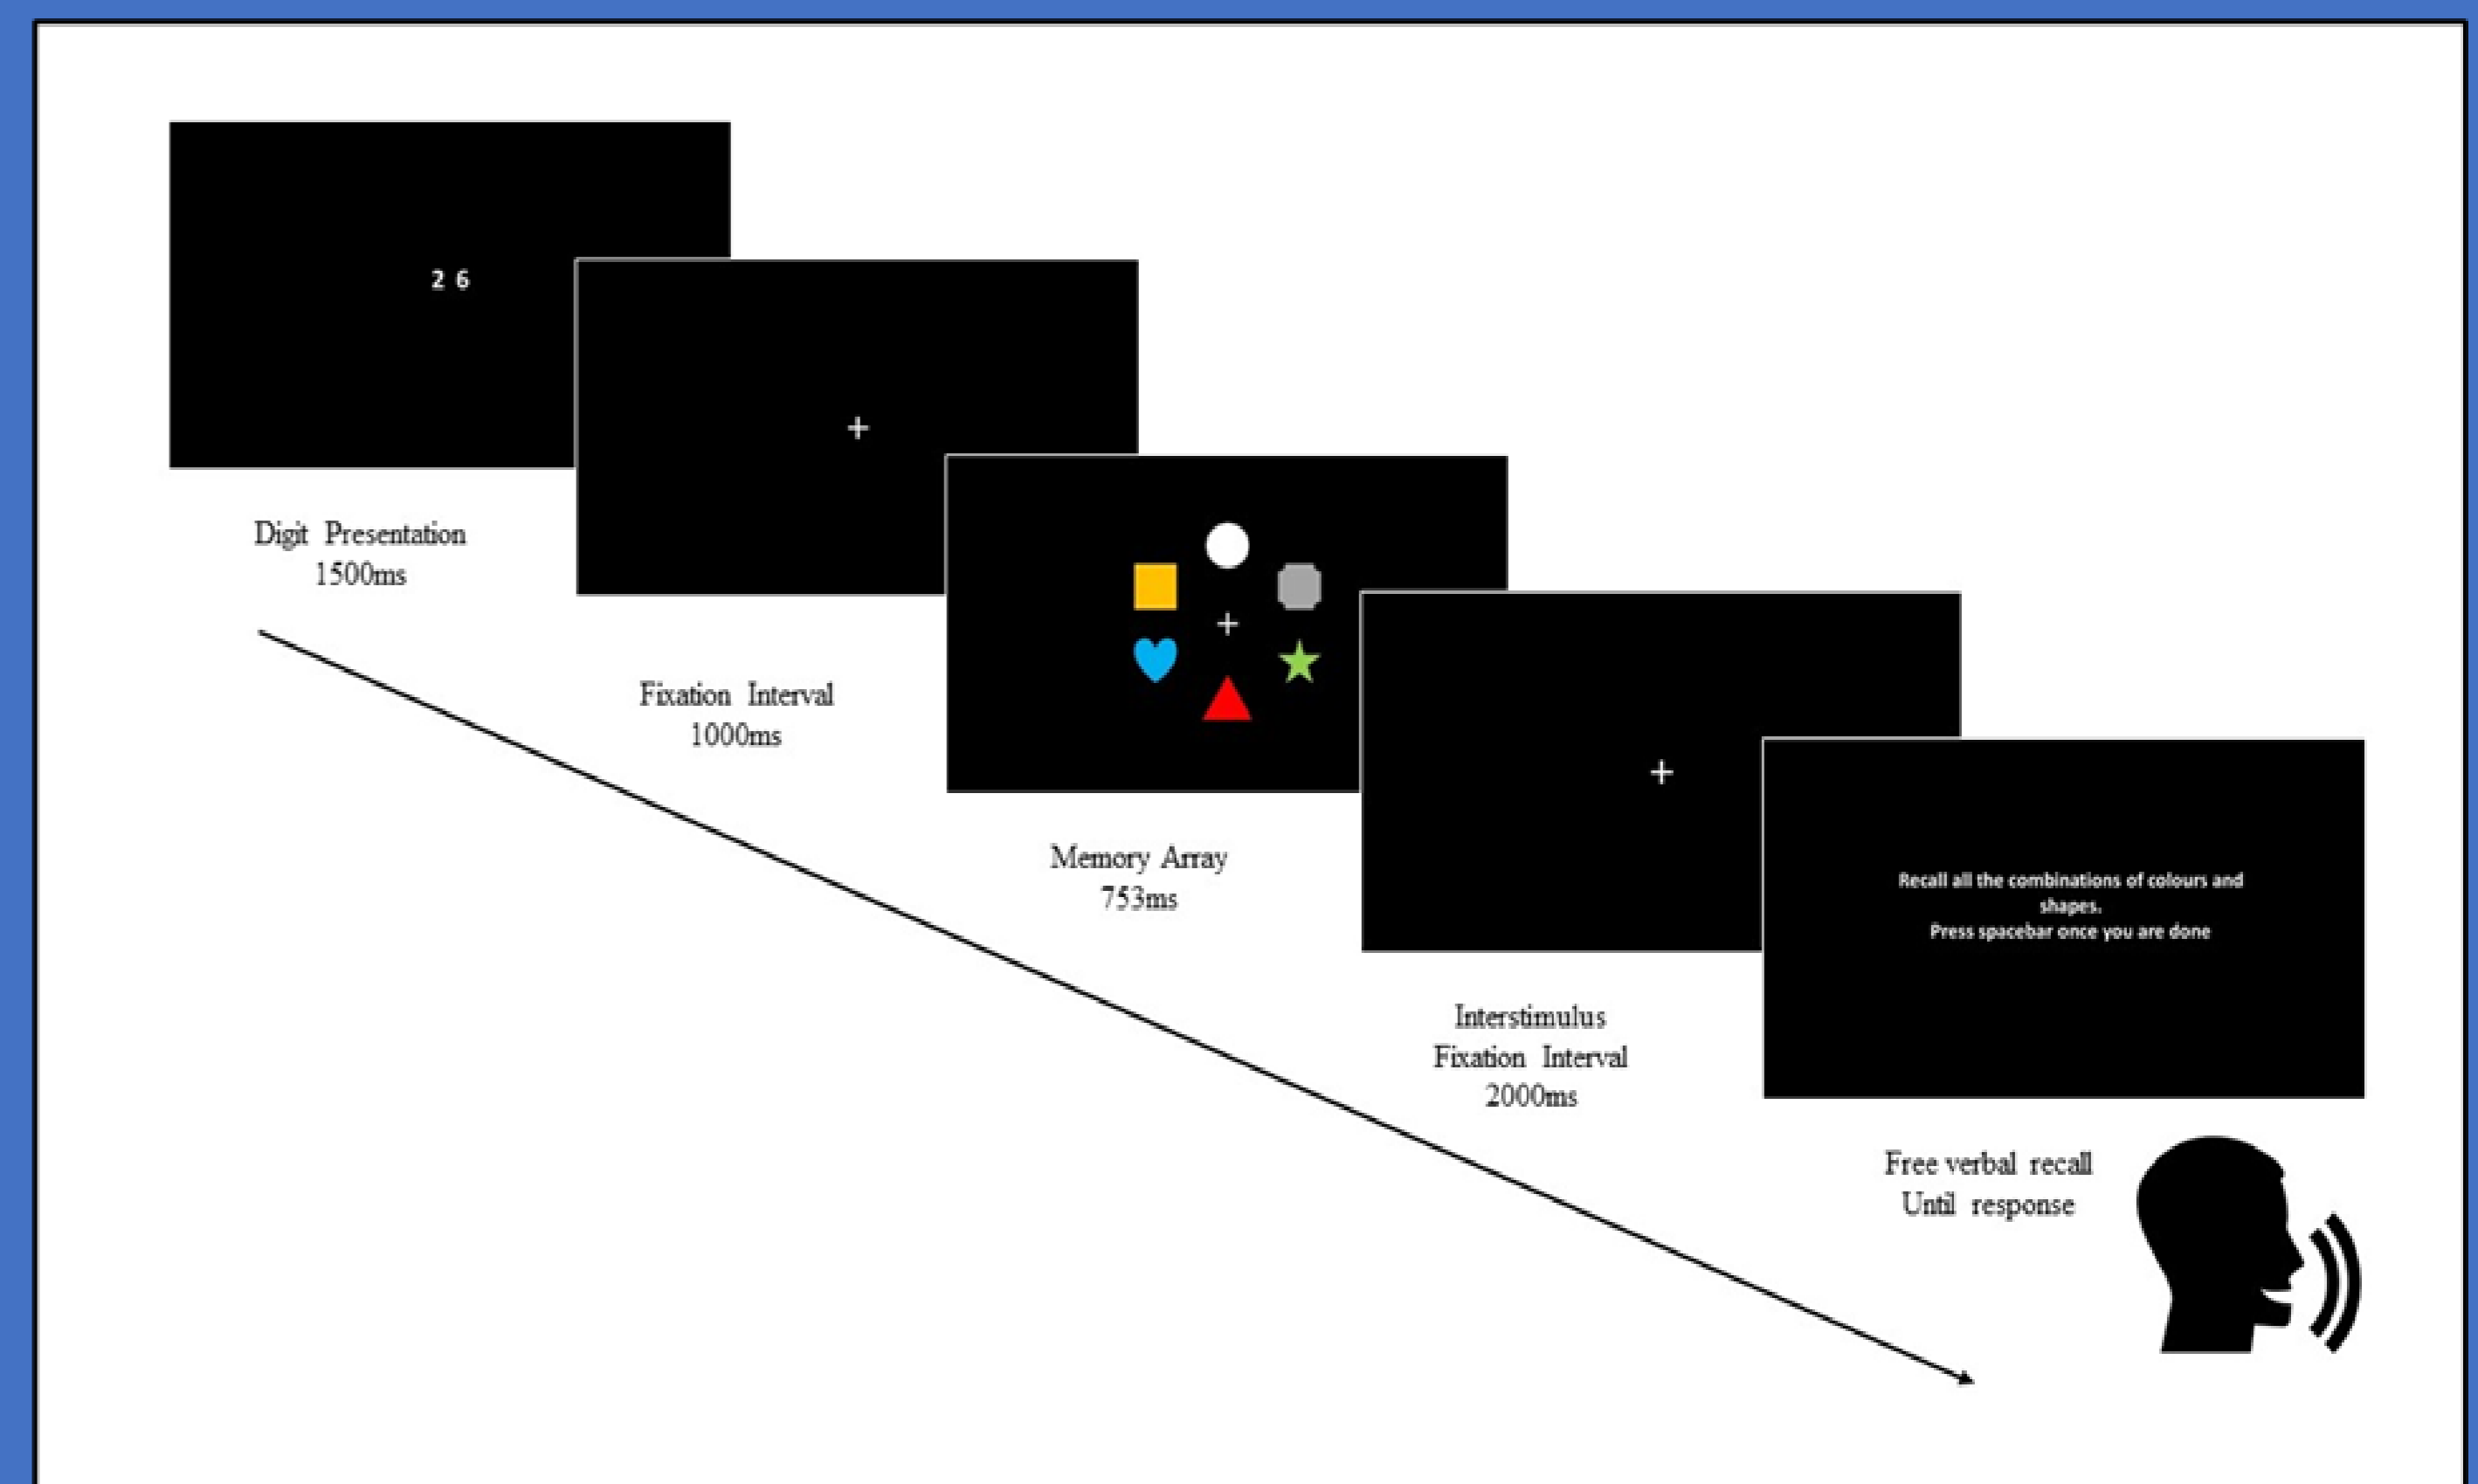 2 6
Digit Presentation
1500ms
Fixation Interval
1000ms
Memory Array
753ms
Interstimulus
Fixation Interval
2000ms
Recall all the combinations of colours and
shapes.
Press spacebar once you are done
Free verbal recall
Until response